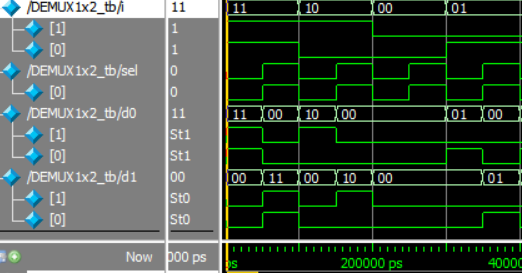 /DEMUX1x2_tb/i 11 11 10 00 01
[1] 1
[0] 1
/DEMUX1x2_tb/sel 0
[0] 0
/DEMUX1x2_tb/d0 11 11 00 10 00 01 00
[1] St1
[0] St1
/DEMUX1x2_tb/d1 00 00 11 00 10 00 01
[1] St0
[0] St0
Now 000 ps ps 200000 ps 40000